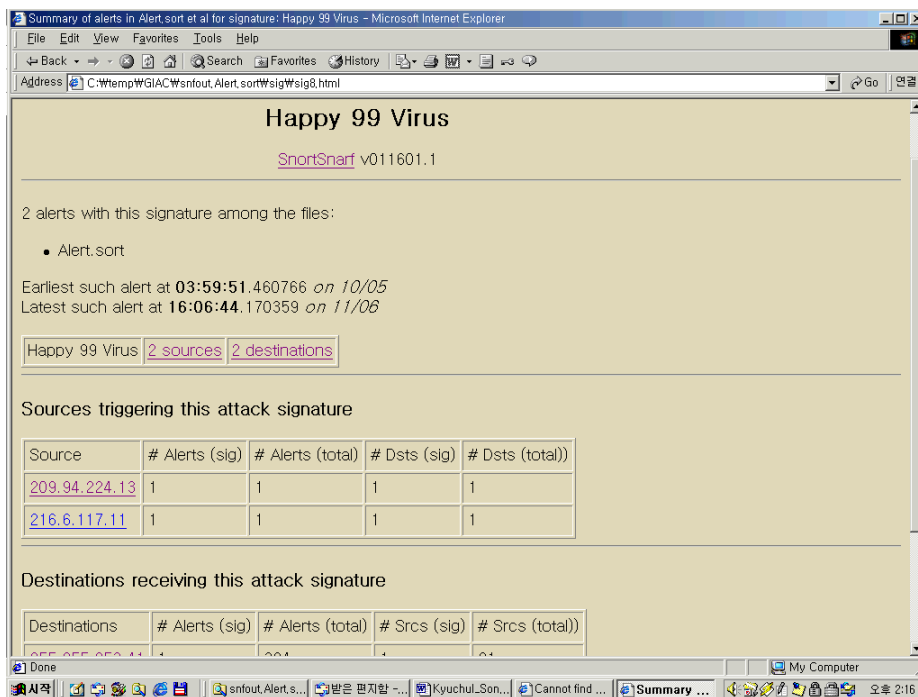 Summary of alerts in Alert.sort et al for signature: Happy 99 Virus - Microsoft Internet Explorer
File Edit View Favorites Tools Help
Back Search Favorites History
Address C:\temp\GIAC\snfout.Alert.sort\sig\sig8.html Go 연결
Happy 99 Virus
SnortSnarf v011601.1
2 alerts with this signature among the files:
• Alert.sort
Earliest such alert at 03:59:51.460766 on 10/05
Latest such alert at 16:06:44.170359 on 11/06
Happy 99 Virus 2 sources 2 destinations
Sources triggering this attack signature
Source # Alerts (sig) # Alerts (total) # Dsts (sig) # Dsts (total))
209.94.224.13 1 1 1 1
216.6.117.11 1 1 1 1
Destinations receiving this attack signature
Destinations # Alerts (sig) # Alerts (total) # Srcs (sig) # Srcs (total))
Done My Computer
시작 snfout.Alert.s... 받은 편지함 -... Kyuchul_Son,... Cannot find ... Summary ... 오후 2:15